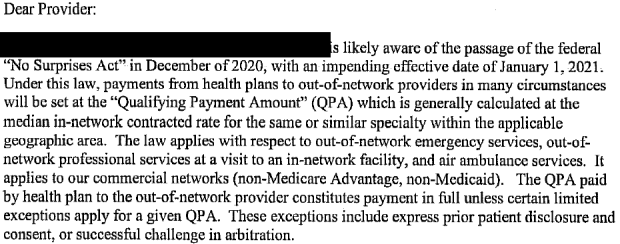 Dear Provider:
is likely aware of the passage of the federal
“No Surprises Act” in December of 2020, with an impending effective date of January 1, 2021.
Under this law, payments from health plans to out-of-network providers in many circumstances
will be set at the “Qualifying Payment Amount” (QPA) which is generally calculated at the
median in-network contracted rate for the same or similar specialty within the applicable
geographic area.  The law applies with respect to out-of-network emergency services, out-of-
network professional services at a visit to an in-network facility, and air ambulance services.  It
applies to our commercial networks (non-Medicare Advantage, non-Medicaid).   The QPA paid
by health plan to the out-of-network provider constitutes payment in full unless certain limited
exceptions apply for a given QPA.  These exceptions include express prior patient disclosure and
consent, or successful challenge in arbitration.